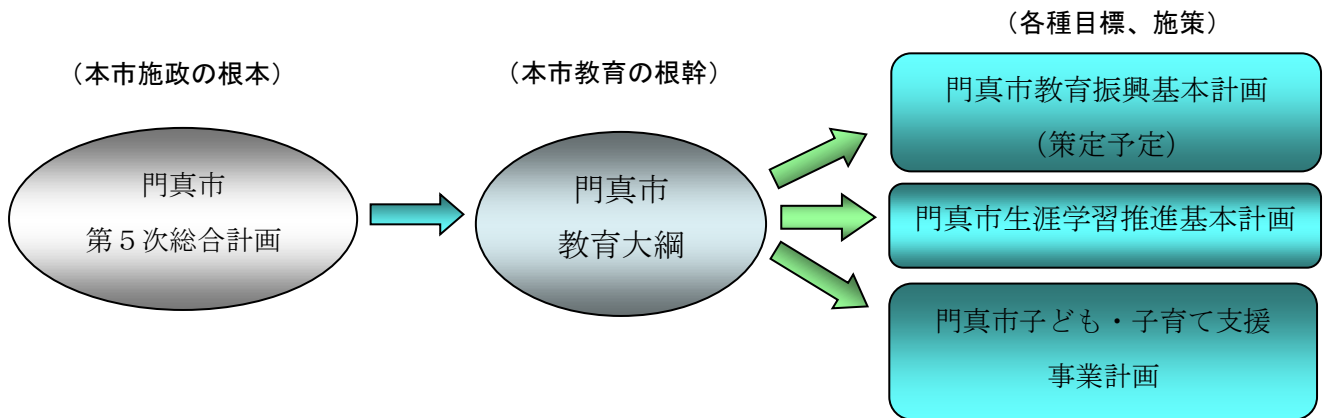 (本市施政の根本)
門真市
第５次総合計画
(本市教育の根幹)
門真市
教育大綱
(各種目標、施策)
門真市教育振興基本計画
(策定予定)
門真市生涯学習推進基本計画
門真市子ども・子育て支援
事業計画